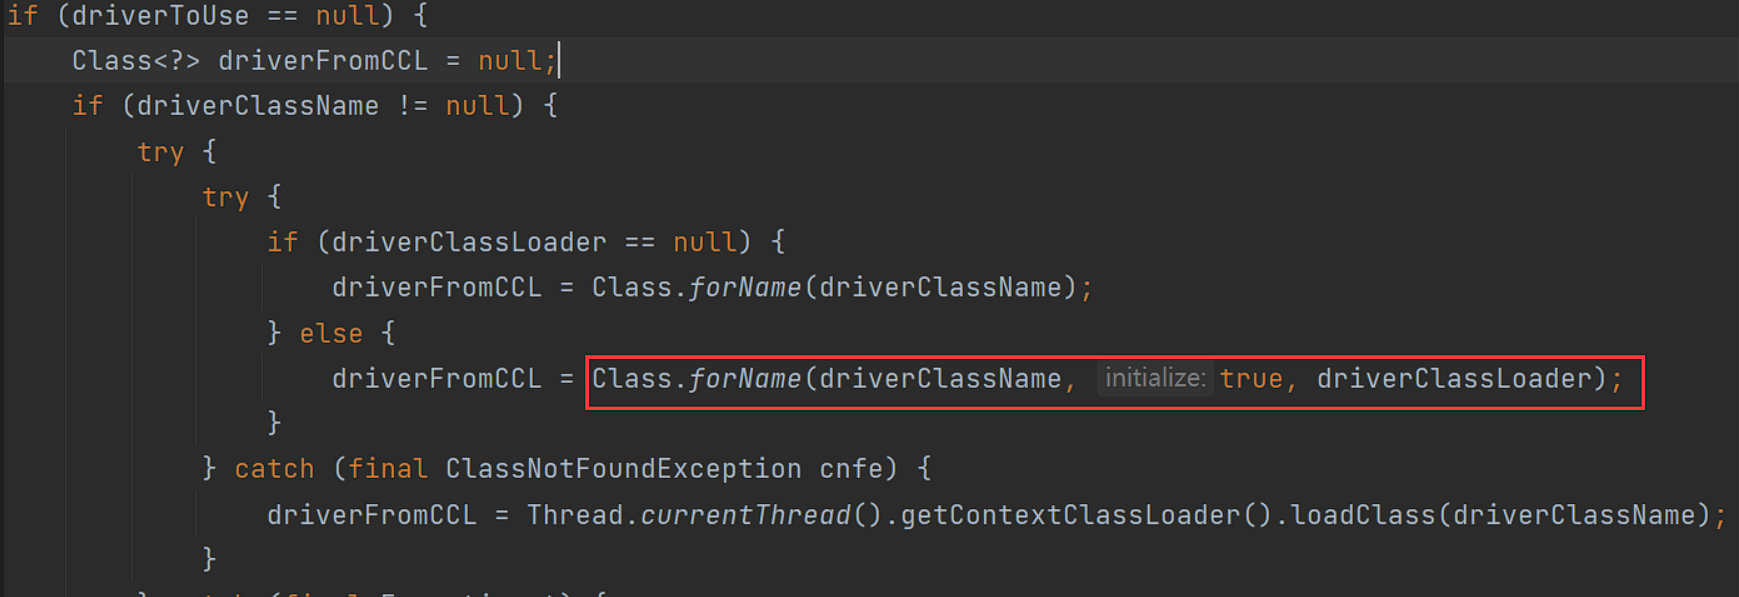 if (driverToUse == null) {
    Class<?> driverFromCCL = null;
    if (driverClassName != null) {
        try {
            try {
                if (driverClassLoader == null) {
                    driverFromCCL = Class.forName(driverClassName);
                } else {
                    driverFromCCL = Class.forName(driverClassName, initialize: true, driverClassLoader);
                }
            } catch (final ClassNotFoundException cnfe) {
                driverFromCCL = Thread.currentThread().getContextClassLoader().loadClass(driverClassName);
            }